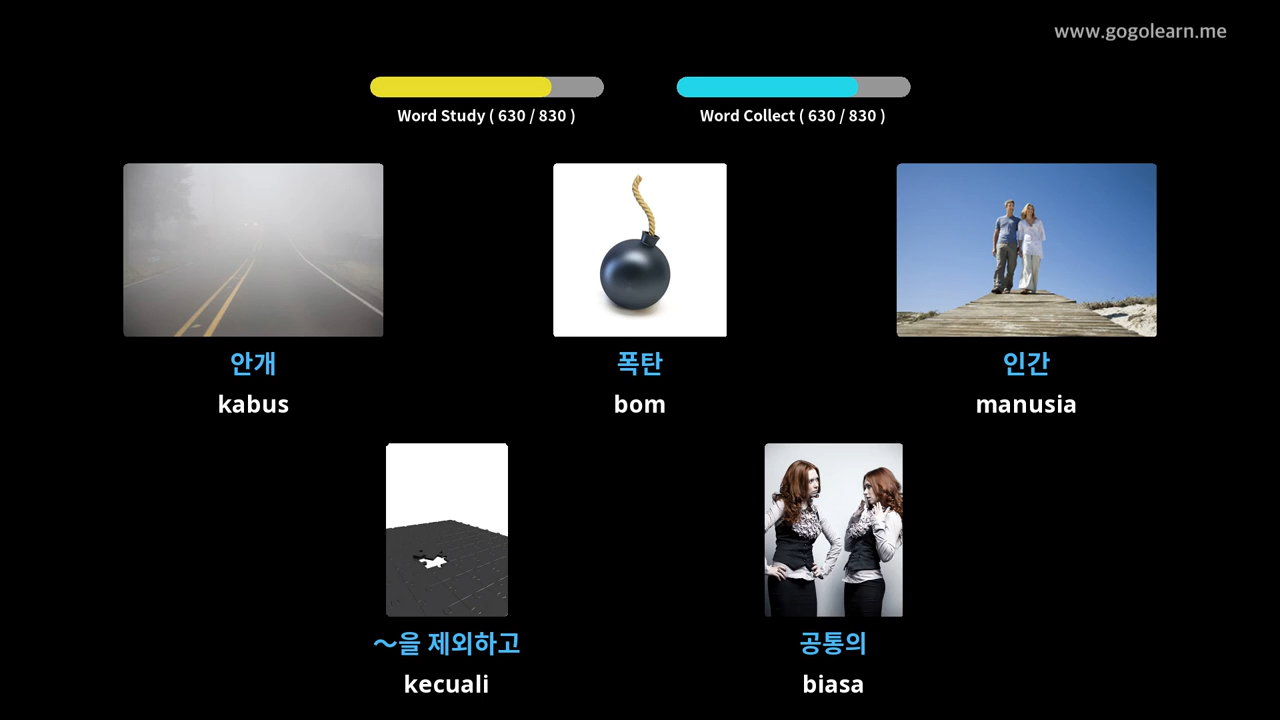 www.gogolearn.me
Word Study ( 630 / 830 )
Word Collect ( 630 / 830 )
안개
폭탄
인간
kabus
bom
manusia
～을 제외하고
공통의
kecuali
biasa